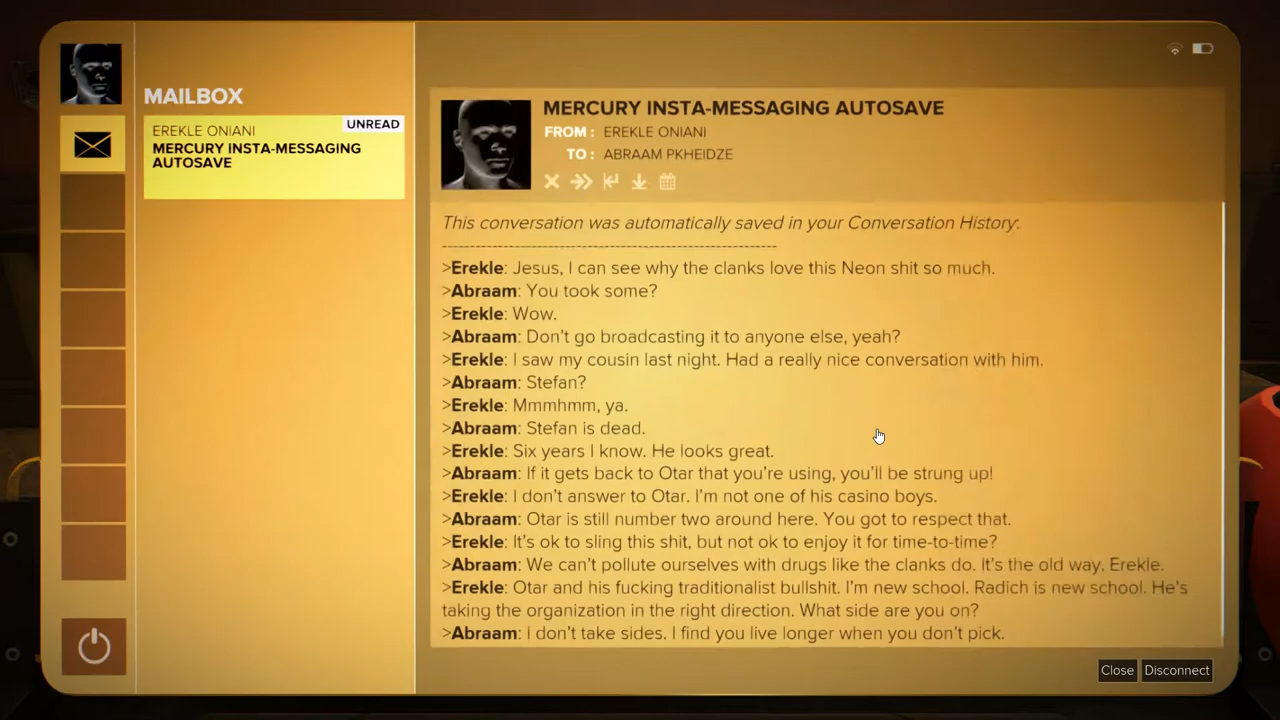 MAILBOX
EREKLE ONIANI
UNREAD
MERCURY INSTA-MESSAGING
AUTOSAVE
MERCURY INSTA-MESSAGING AUTOSAVE
FROM : EREKLE ONIANI
TO : ABRAAM PKHEIDZE
This conversation was automatically saved in your Conversation History:
------------------------------------------------------------
>Erekle: Jesus, I can see why the clanks love this Neon shit so much.
>Abraam: You took some?
>Erekle: Wow.
>Abraam: Don't go broadcasting it to anyone else, yeah?
>Erekle: I saw my cousin last night. Had a really nice conversation with him.
>Abraam: Stefan?
>Erekle: Mmmhmm, ya.
>Abraam: Stefan is dead.
>Erekle: Six years I know. He looks great.
>Abraam: If it gets back to Otar that you're using, you'll be strung up!
>Erekle: I don't answer to Otar. I'm not one of his casino boys.
>Abraam: Otar is still number two around here. You got to respect that.
>Erekle: It's ok to sling this shit, but not ok to enjoy it for time-to-time?
>Abraam: We can't pollute ourselves with drugs like the clanks do. It's the old way, Erekle.
>Erekle: Otar and his fucking traditionalist bullshit. I'm new school. Radich is new school. He's
taking the organization in the right direction. What side are you on?
>Abraam: I don't take sides. I find you live longer when you don't pick.
Close
Disconnect